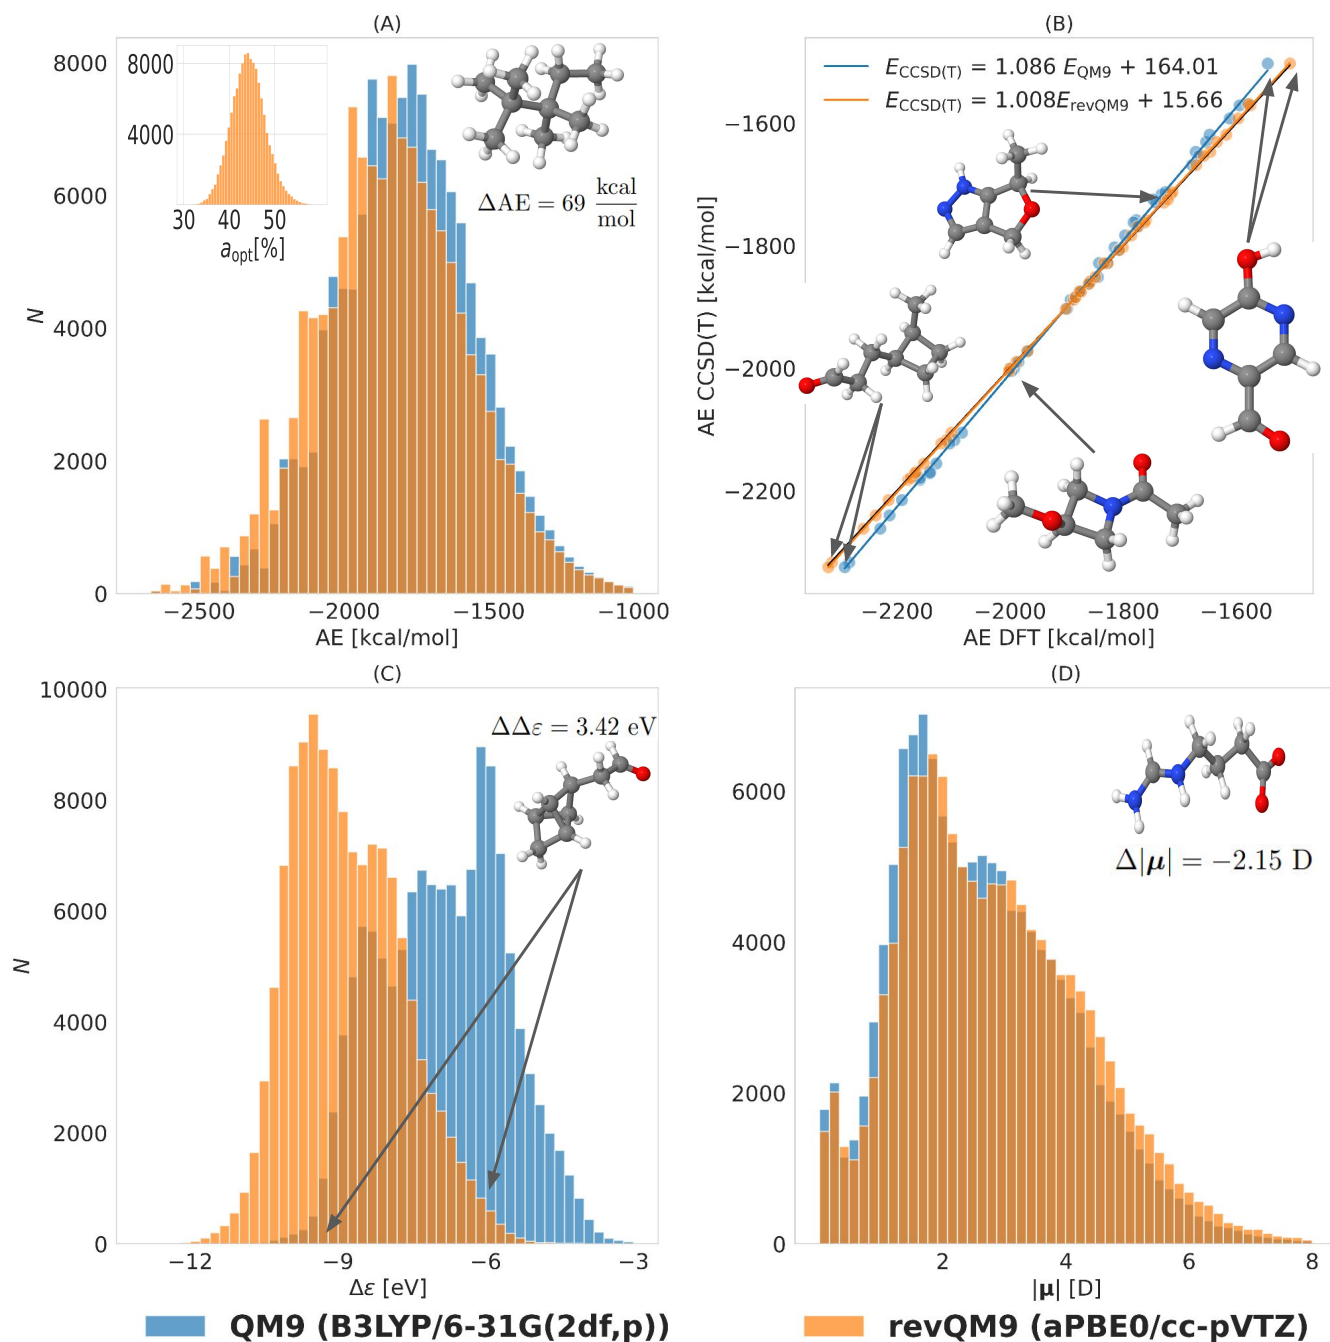 (A)
8000
6000
4000
2000
0
N
8000
4000
30 40 50
a_opt[%]
ΔAE = 69 kcal/mol
−2500 −2000 −1500 −1000
AE [kcal/mol]
(B)
E_CCSD(T) = 1.086 E_QM9 + 164.01
E_CCSD(T) = 1.008E_revQM9 + 15.66
−1600
−1800
−2000
−2200
AE CCSD(T) [kcal/mol]
−2200 −2000 −1800 −1600
AE DFT [kcal/mol]
(C)
10000
8000
6000
4000
2000
0
N
ΔΔε = 3.42 eV
−12 −9 −6 −3
Δε [eV]
(D)
6000
4000
2000
0
Δ|μ| = −2.15 D
2 4 6 8
|μ| [D]
QM9 (B3LYP/6-31G(2df,p))
revQM9 (aPBE0/cc-pVTZ)